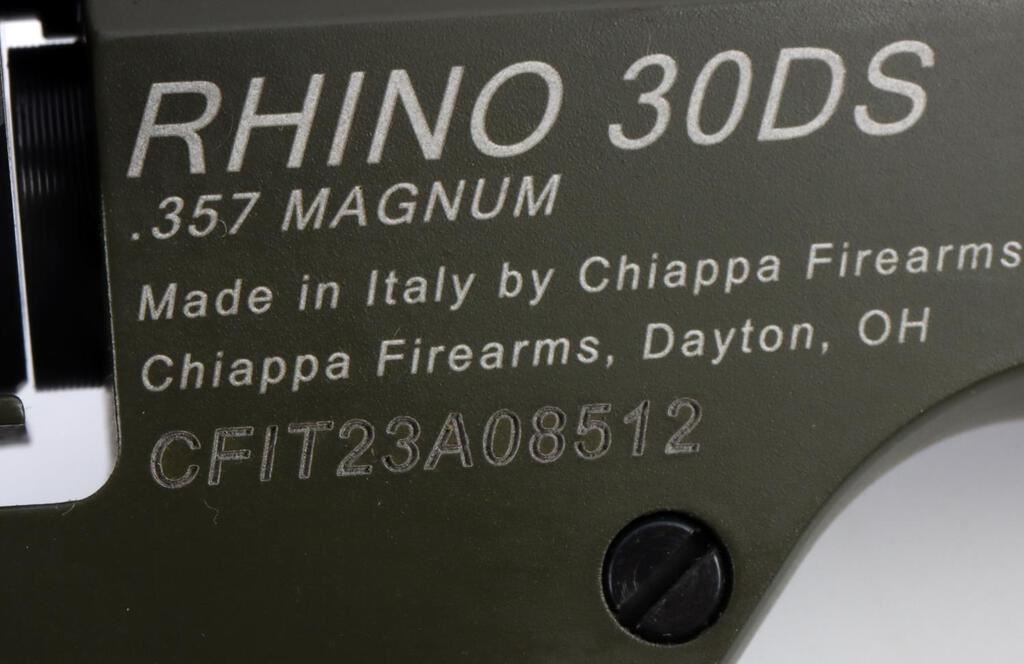 RHINO 30DS
.357 MAGNUM
Made in Italy by Chiappa Firearms
Chiappa Firearms, Dayton, OH
CFIT23A08512